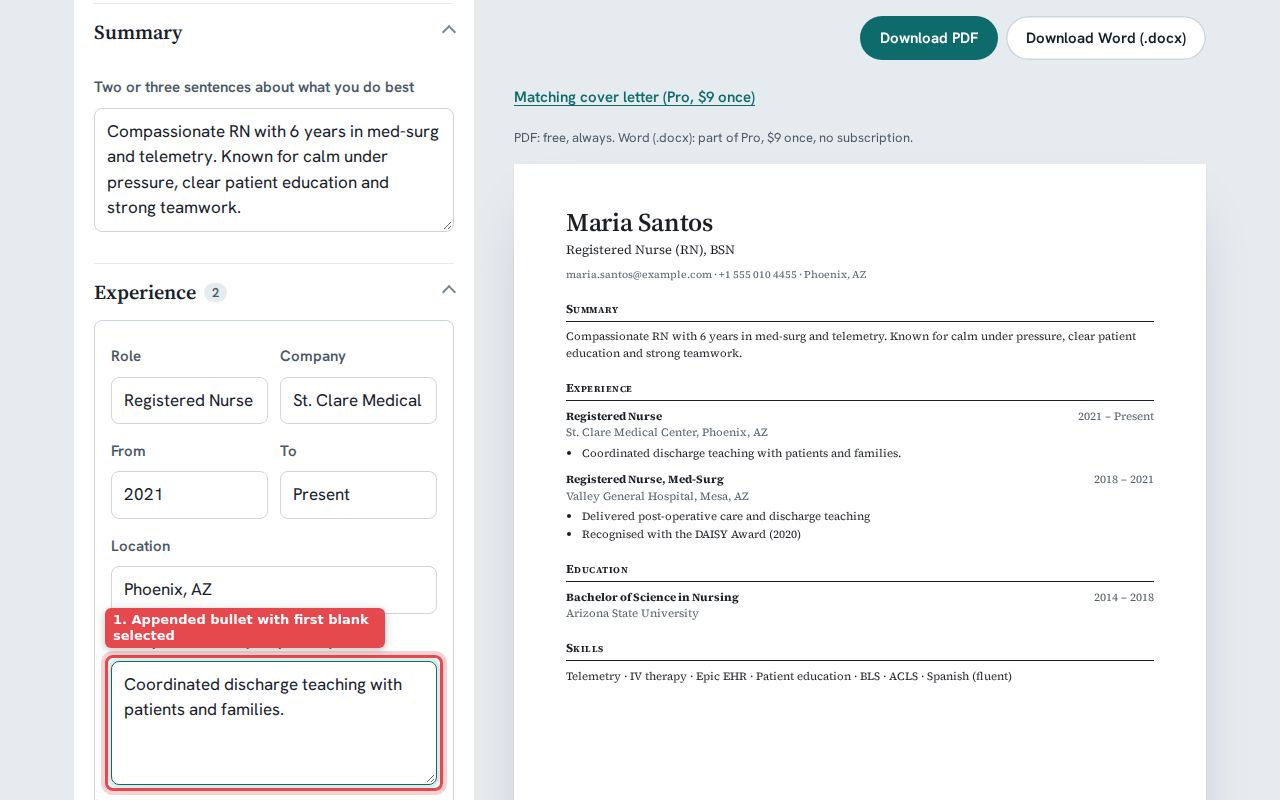 Summary
Two or three sentences about what you do best
Compassionate RN with 6 years in med-surg
and telemetry. Known for calm under
pressure, clear patient education and
strong teamwork.
Experience 2
Role
Company
Registered Nurse
St. Clare Medical
From
To
2021
Present
Location
Phoenix, AZ
1. Appended bullet with first blank
selected
Coordinated discharge teaching with
patients and families.
Download PDF
Download Word (.docx)
Matching cover letter (Pro, $9 once)
PDF: free, always. Word (.docx): part of Pro, $9 once, no subscription.
Maria Santos
Registered Nurse (RN), BSN
maria.santos@example.com · +1 555 010 4455 · Phoenix, AZ
Summary
Compassionate RN with 6 years in med-surg and telemetry. Known for calm under pressure, clear patient
education and strong teamwork.
Experience
Registered Nurse 2021 – Present
St. Clare Medical Center, Phoenix, AZ
• Coordinated discharge teaching with patients and families.
Registered Nurse, Med-Surg 2018 – 2021
Valley General Hospital, Mesa, AZ
• Delivered post-operative care and discharge teaching
• Recognised with the DAISY Award (2020)
Education
Bachelor of Science in Nursing 2014 – 2018
Arizona State University
Skills
Telemetry · IV therapy · Epic EHR · Patient education · BLS · ACLS · Spanish (fluent)